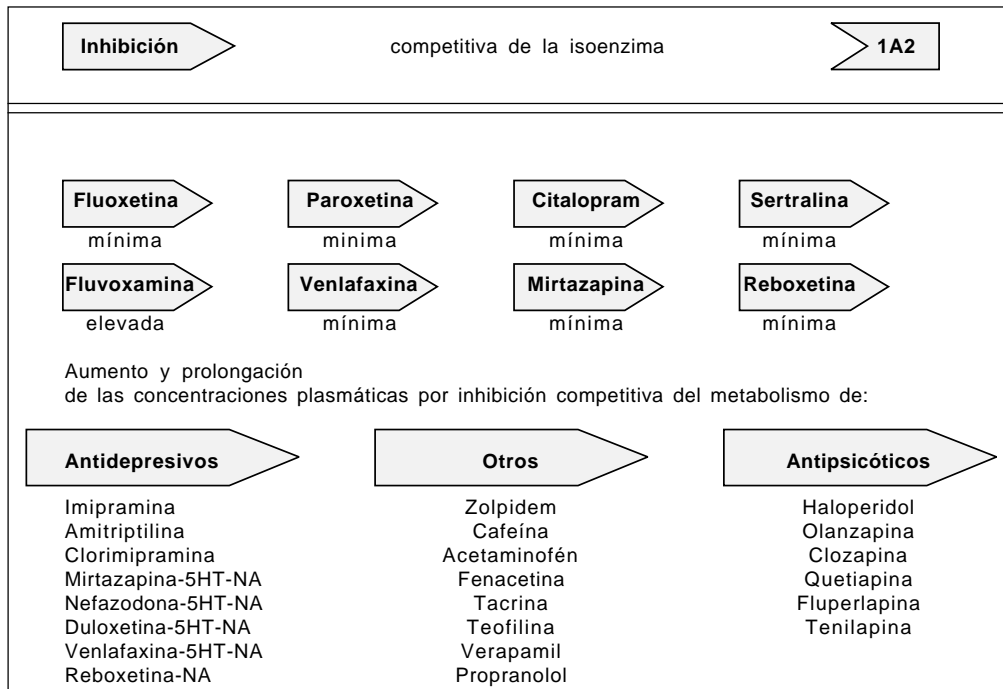 Inhibición competitiva de la isoenzima 1A2
Fluoxetina Paroxetina Citalopram Sertralina
mínima minima mínima mínima
Fluvoxamina Venlafaxina Mirtazapina Reboxetina
elevada mínima mínima mínima
Aumento y prolongación
de las concentraciones plasmáticas por inhibición competitiva del metabolismo de:
Antidepresivos Otros Antipsicóticos
Imipramina Zolpidem Haloperidol
Amitriptilina Cafeína Olanzapina
Clorimipramina Acetaminofén Clozapina
Mirtazapina-5HT-NA Fenacetina Quetiapina
Nefazodona-5HT-NA Tacrina Fluperlapina
Duloxetina-5HT-NA Teofilina Tenilapina
Venlafaxina-5HT-NA Verapamil
Reboxetina-NA Propranolol